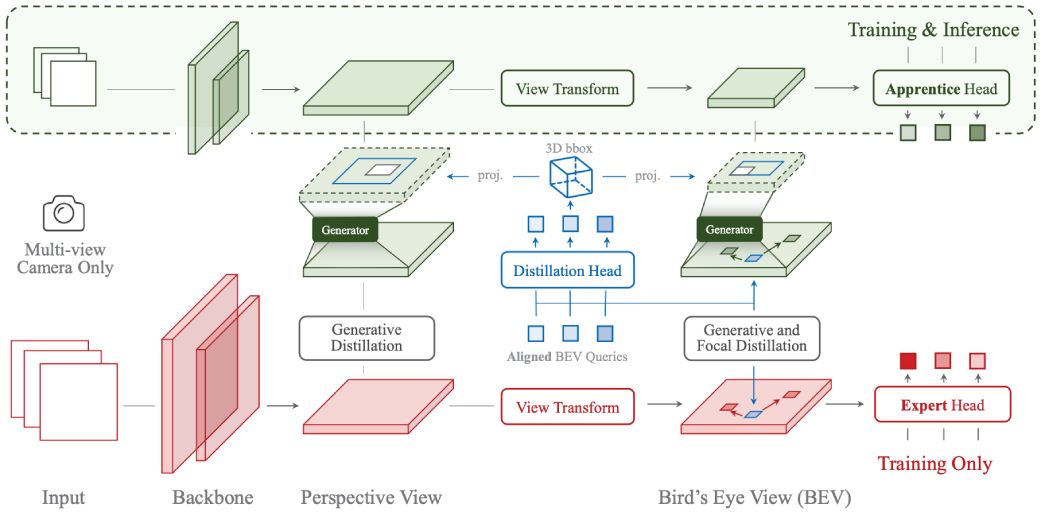 Training & Inference
View Transform
Apprentice Head
3D bbox
proj.
proj.
Generator
Generator
Multi-view
Camera Only
Distillation Head
Generative
Distillation
Aligned BEV Queries
Generative and
Focal Distillation
View Transform
Expert Head
Training Only
Input
Backbone
Perspective View
Bird's Eye View (BEV)